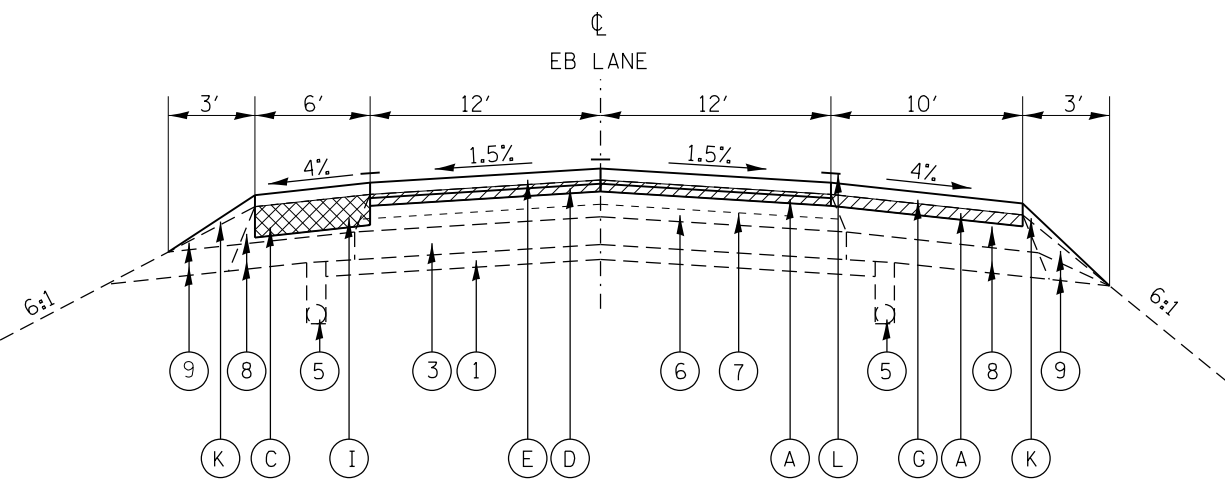 ℄
EB LANE
3' 6' 12' 12' 10' 3'
4% 1.5% 1.5% 4%
6:1 6:1
9 8 5 3 1 6 7 5 8 9
K C I E D A L G A K